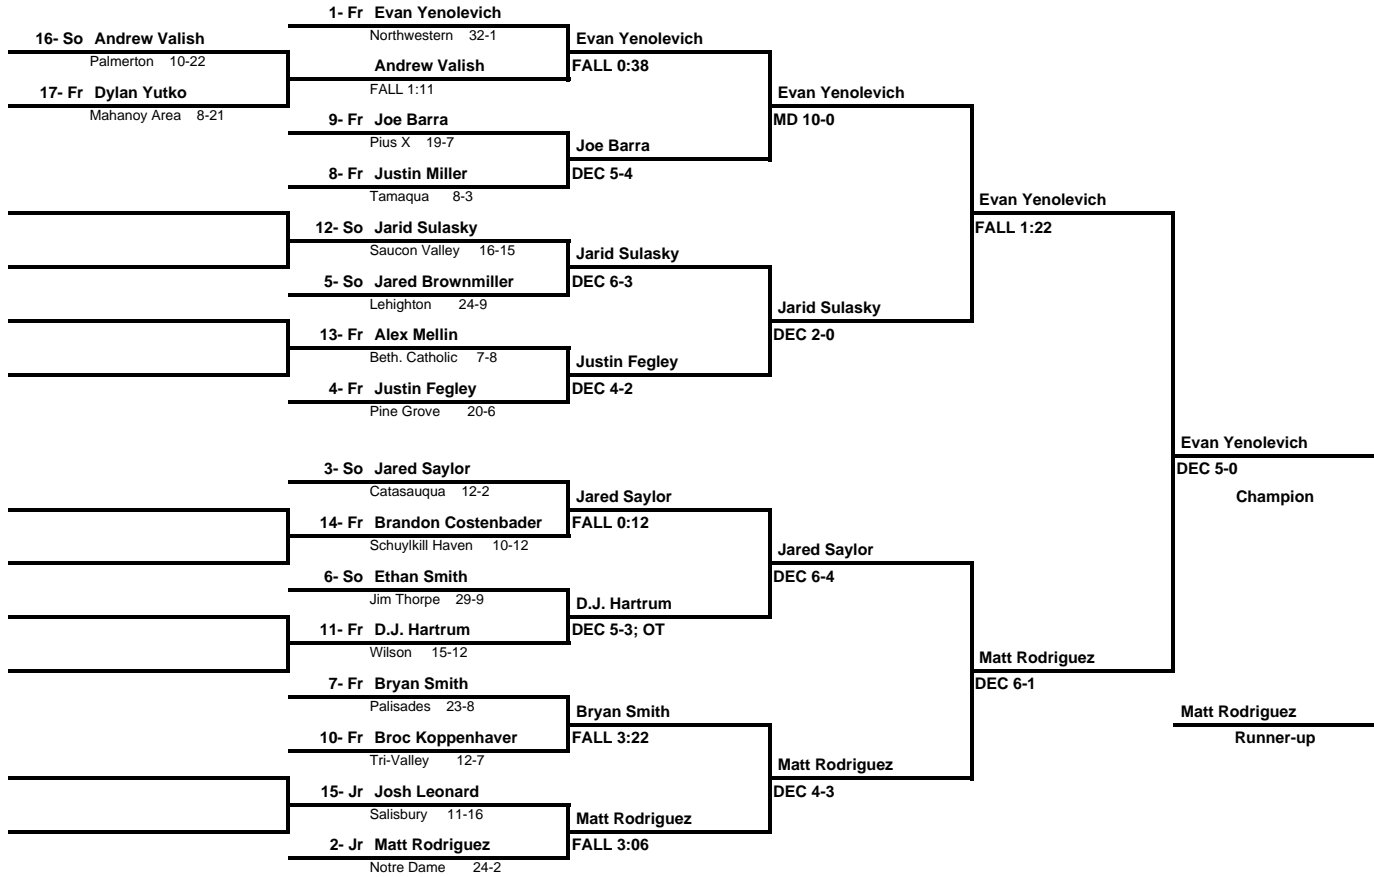 1- Fr Evan Yenolevich
Northwestern 32-1
16- So Andrew Valish
Evan Yenolevich
Palmerton 10-22
Andrew Valish
FALL 0:38
FALL 1:11
17- Fr Dylan Yutko
Evan Yenolevich
Mahanoy Area 8-21
9- Fr Joe Barra
MD 10-0
Pius X 19-7
Joe Barra
8- Fr Justin Miller
DEC 5-4
Tamaqua 8-3
Evan Yenolevich
12- So Jarid Sulasky
FALL 1:22
Saucon Valley 16-15
Jarid Sulasky
5- So Jared Brownmiller
DEC 6-3
Lehighton 24-9
Jarid Sulasky
13- Fr Alex Mellin
DEC 2-0
Beth. Catholic 7-8
Justin Fegley
4- Fr Justin Fegley
DEC 4-2
Pine Grove 20-6
Evan Yenolevich
3- So Jared Saylor
DEC 5-0
Catasauqua 12-2
Jared Saylor
Champion
14- Fr Brandon Costenbader
FALL 0:12
Schuylkill Haven 10-12
Jared Saylor
6- So Ethan Smith
DEC 6-4
Jim Thorpe 29-9
D.J. Hartrum
11- Fr D.J. Hartrum
DEC 5-3; OT
Wilson 15-12
Matt Rodriguez
7- Fr Bryan Smith
DEC 6-1
Palisades 23-8
Bryan Smith
Matt Rodriguez
10- Fr Broc Koppenhaver
FALL 3:22
Runner-up
Tri-Valley 12-7
Matt Rodriguez
15- Jr Josh Leonard
DEC 4-3
Salisbury 11-16
Matt Rodriguez
2- Jr Matt Rodriguez
FALL 3:06
Notre Dame 24-2